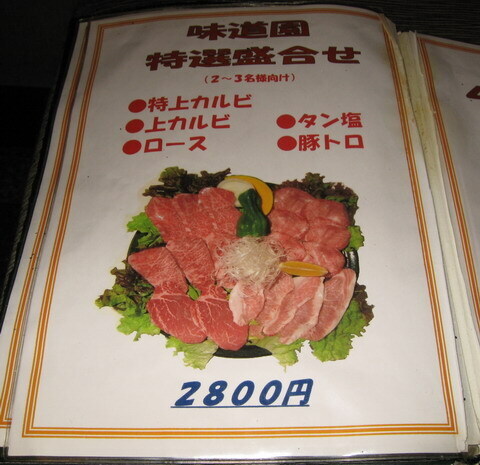 味道園
特選盛合せ
(2〜3名様向け)
●特上カルビ
●上カルビ ●タン塩
●ロース ●豚トロ
2800円